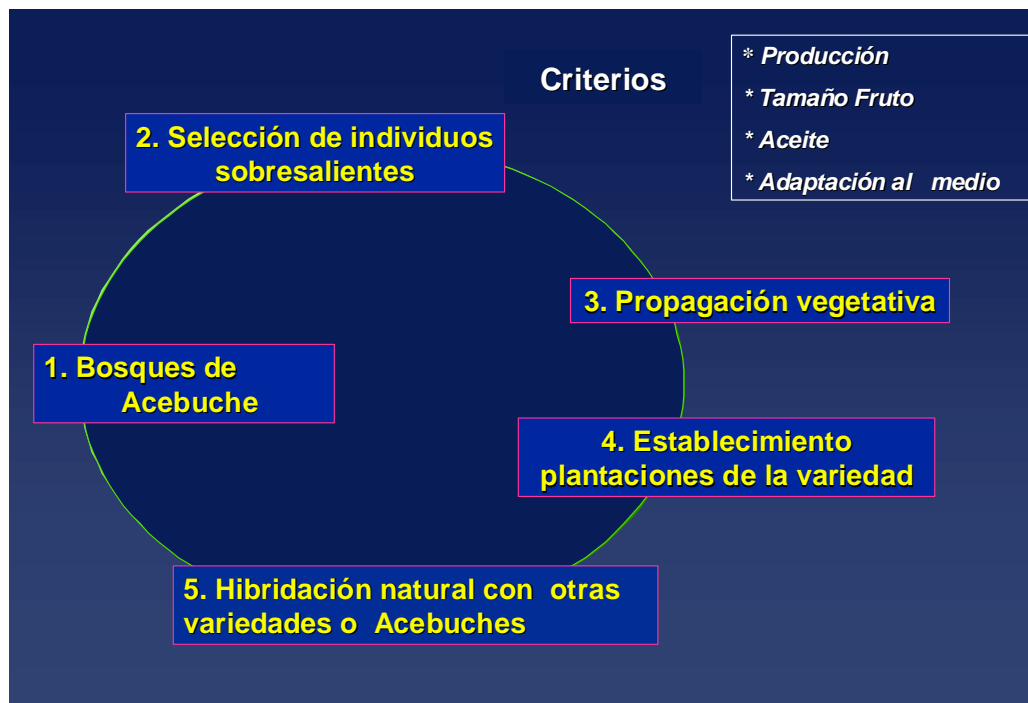 Criterios
* Producción
* Tamaño Fruto
* Aceite
* Adaptación al medio
2. Selección de individuos
sobresalientes
3. Propagación vegetativa
1. Bosques de
Acebuche
4. Establecimiento
plantaciones de la variedad
5. Hibridación natural con otras
variedades o Acebuches